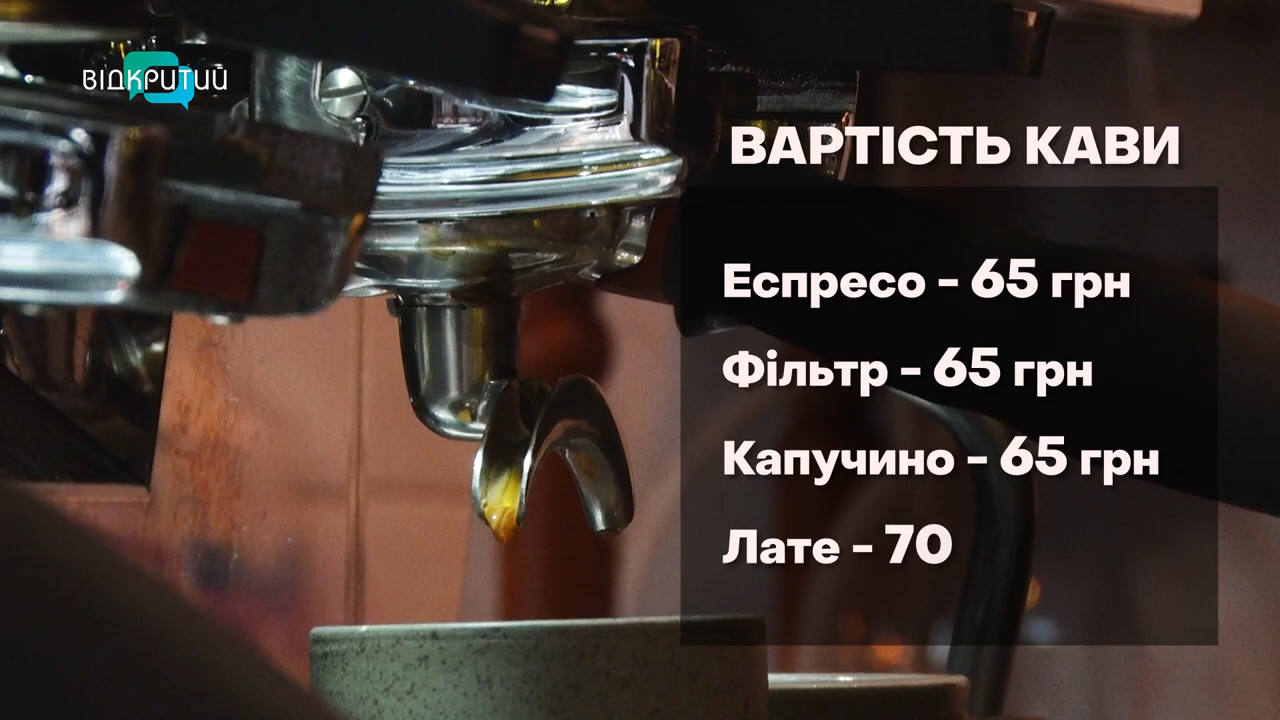 ВІДКРИТИЙ
ВАРТІСТЬ КАВИ
Еспресо - 65 грн
Фільтр - 65 грн
Капучино - 65 грн
Лате - 70